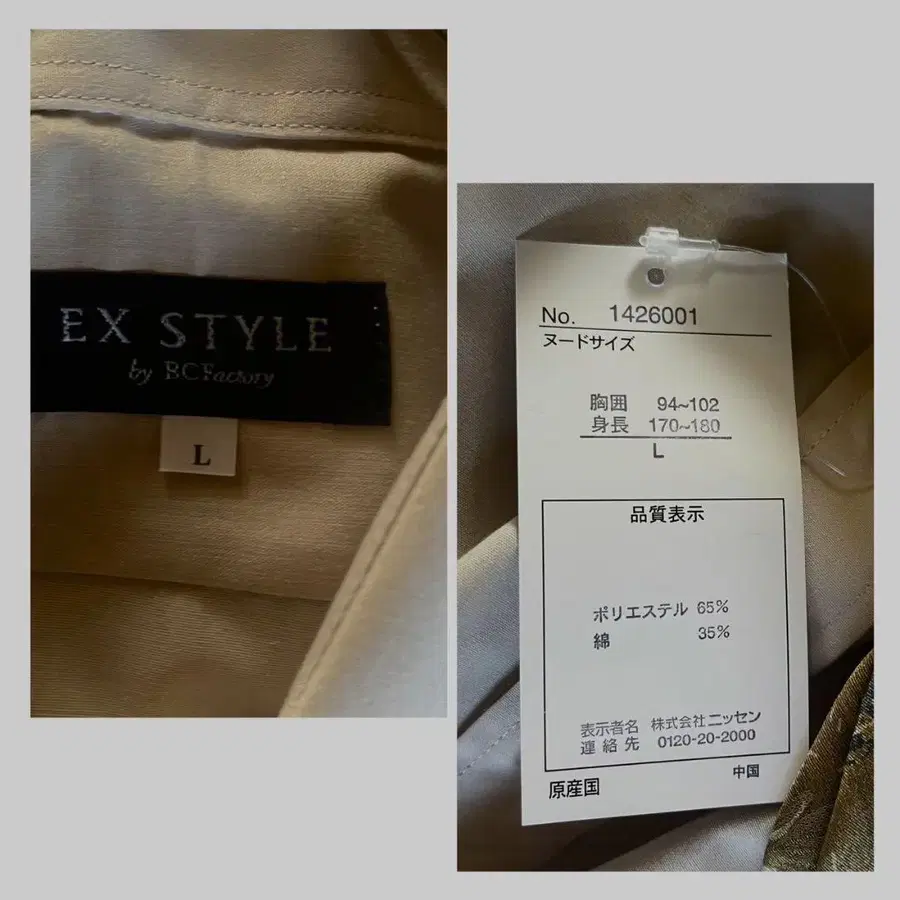 EX STYLE
by BCFactory
L
No. 1426001
ヌードサイズ
胸囲 94~102
身長 170~180
L
品質表示
ポリエステル 65%
綿 35%
表示者名 株式会社ニッセン
連絡先 0120-20-2000
原産国 中国